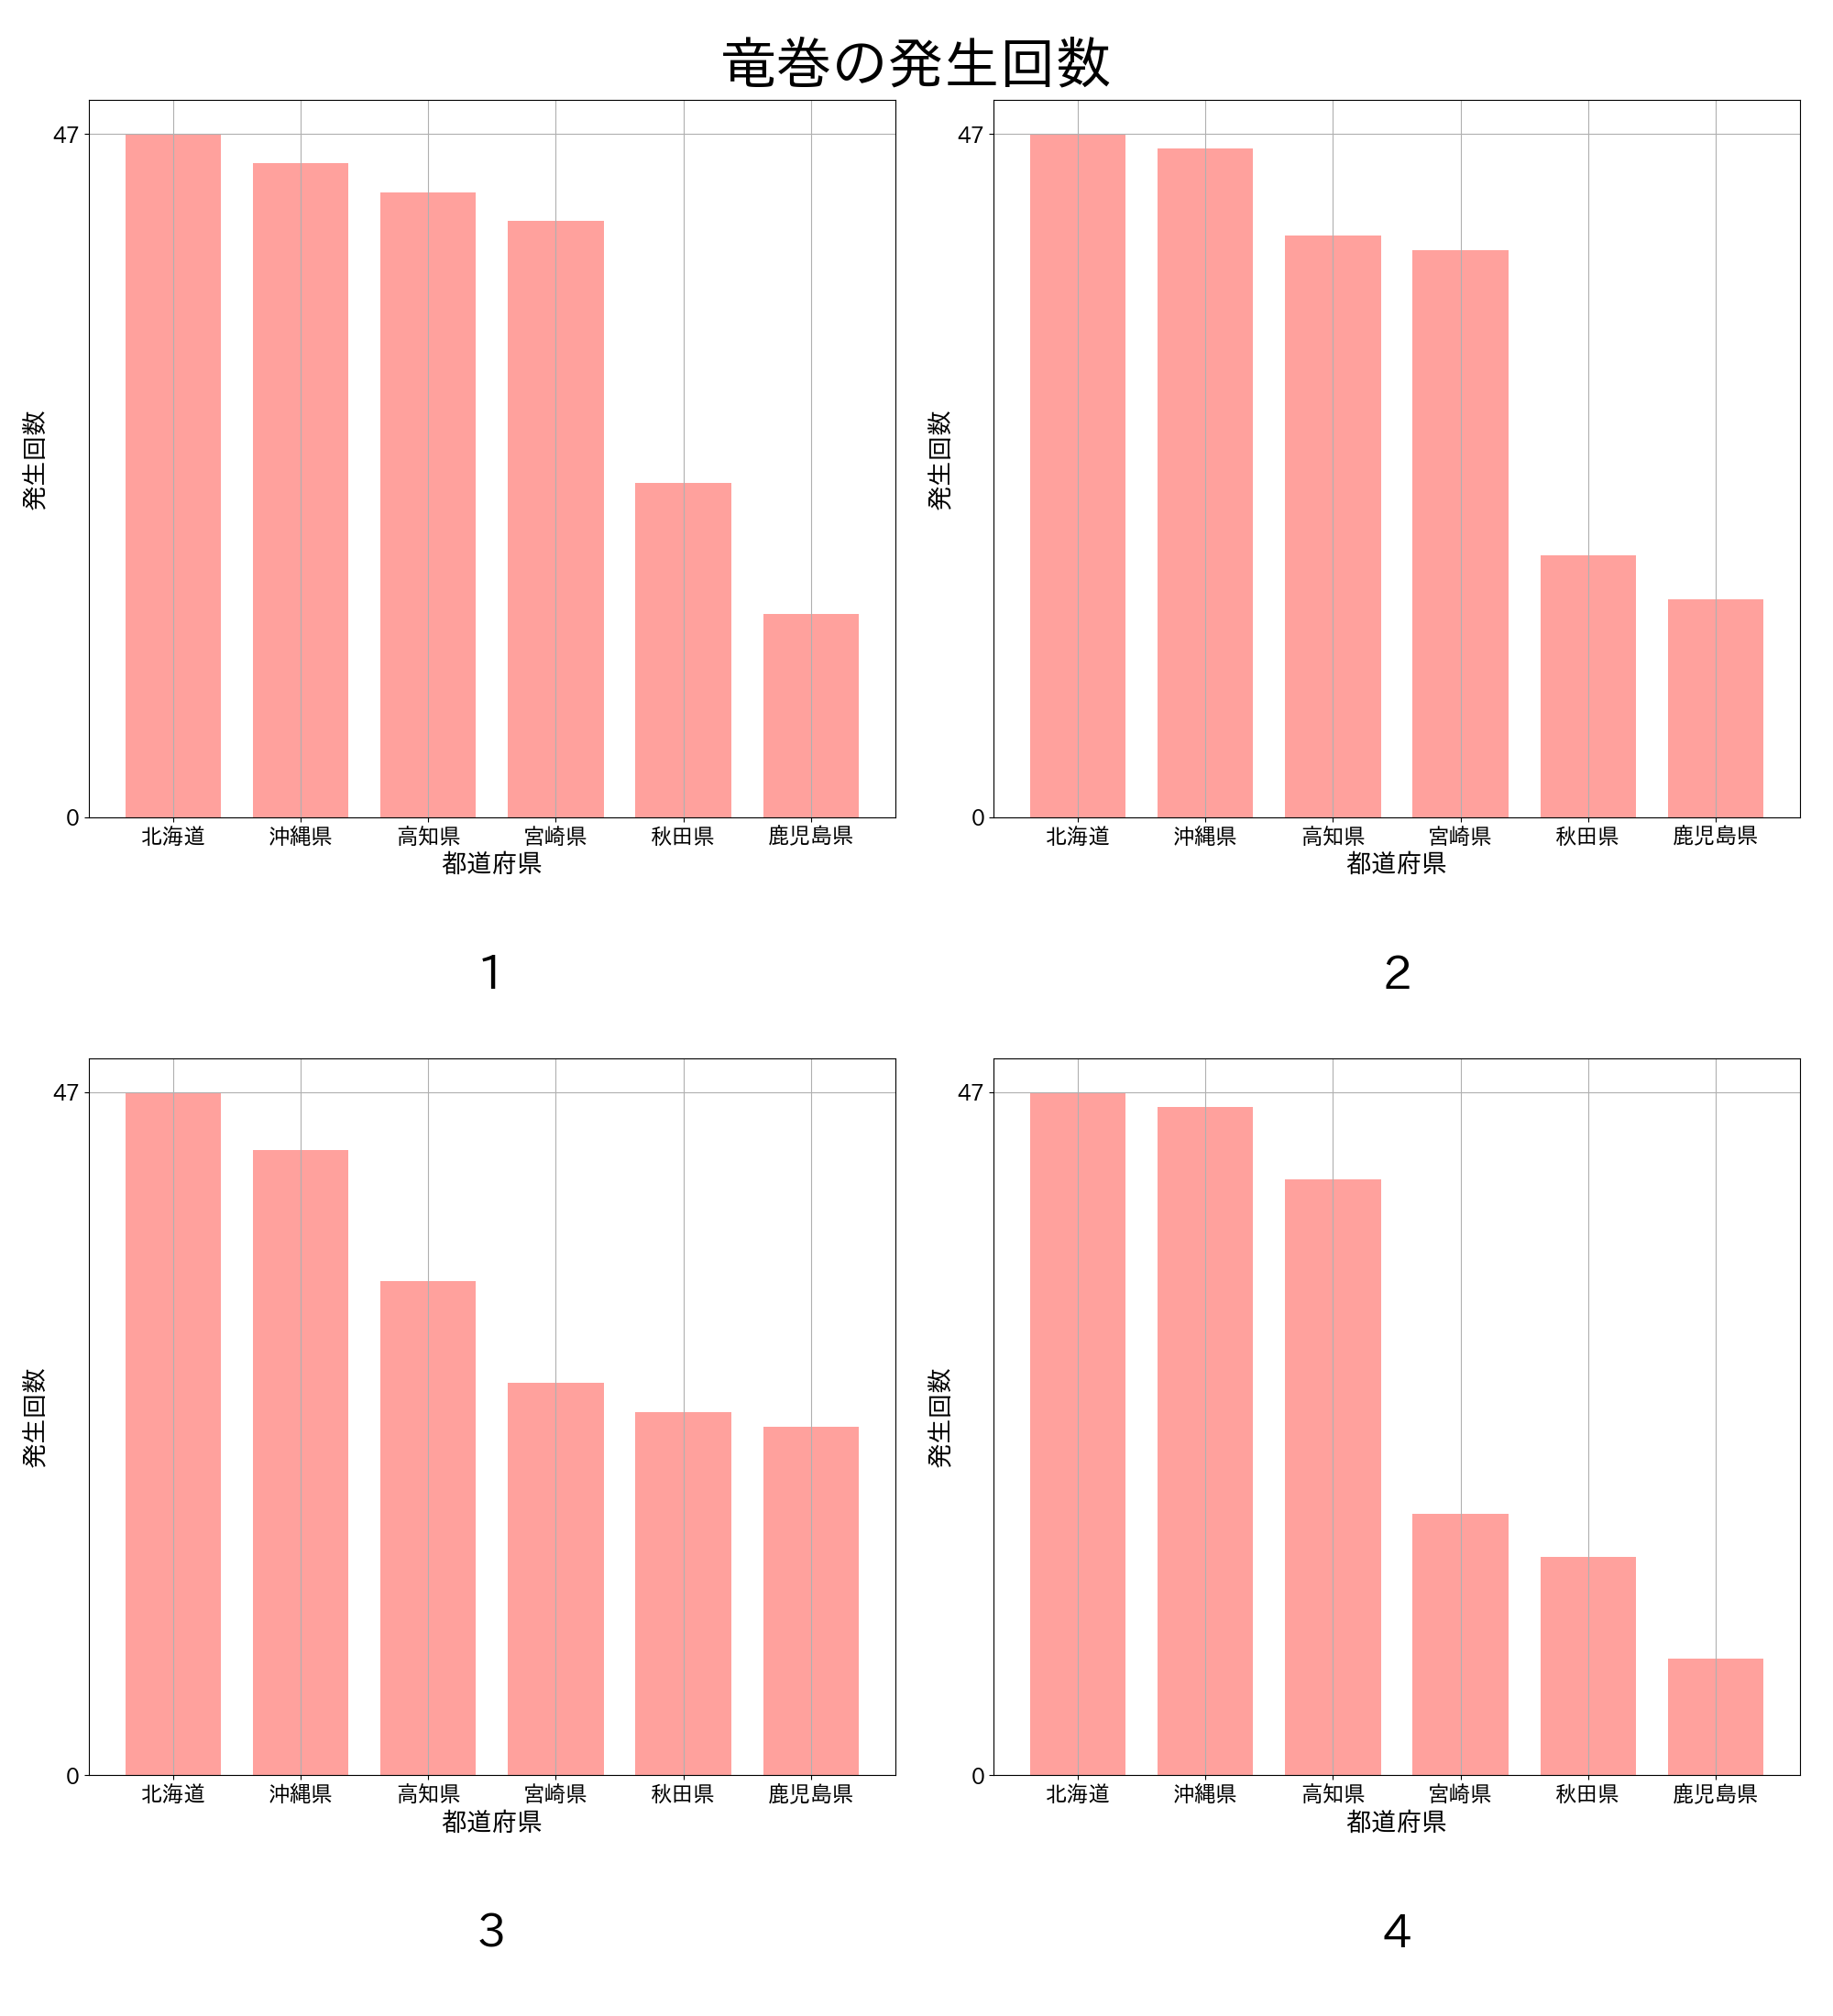 竜巻の発生回数
47
0
発生回数
北海道 沖縄県 高知県 宮崎県 秋田県 鹿児島県
都道府県
1
47
0
発生回数
北海道 沖縄県 高知県 宮崎県 秋田県 鹿児島県
都道府県
2
47
0
発生回数
北海道 沖縄県 高知県 宮崎県 秋田県 鹿児島県
都道府県
3
47
0
発生回数
北海道 沖縄県 高知県 宮崎県 秋田県 鹿児島県
都道府県
4